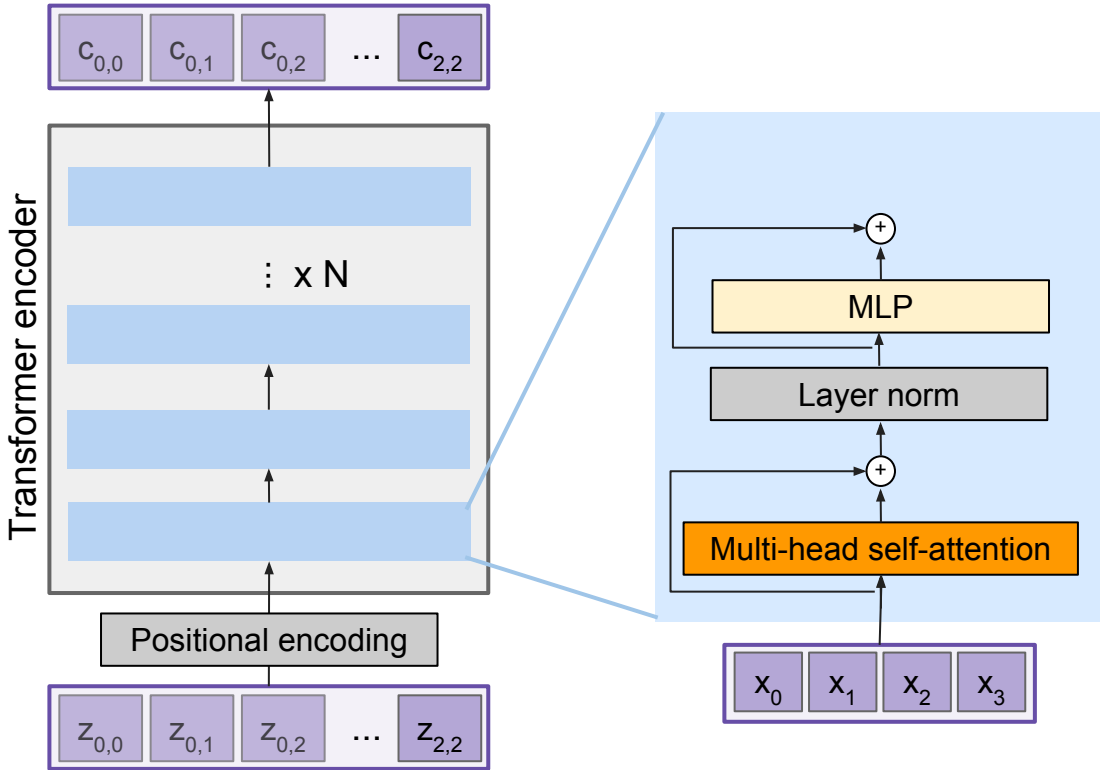 c0,0 c0,1 c0,2 ... c2,2
Transformer encoder
⋮ x N
Positional encoding
z0,0 z0,1 z0,2 ... z2,2
+
MLP
Layer norm
+
Multi-head self-attention
x0 x1 x2 x3